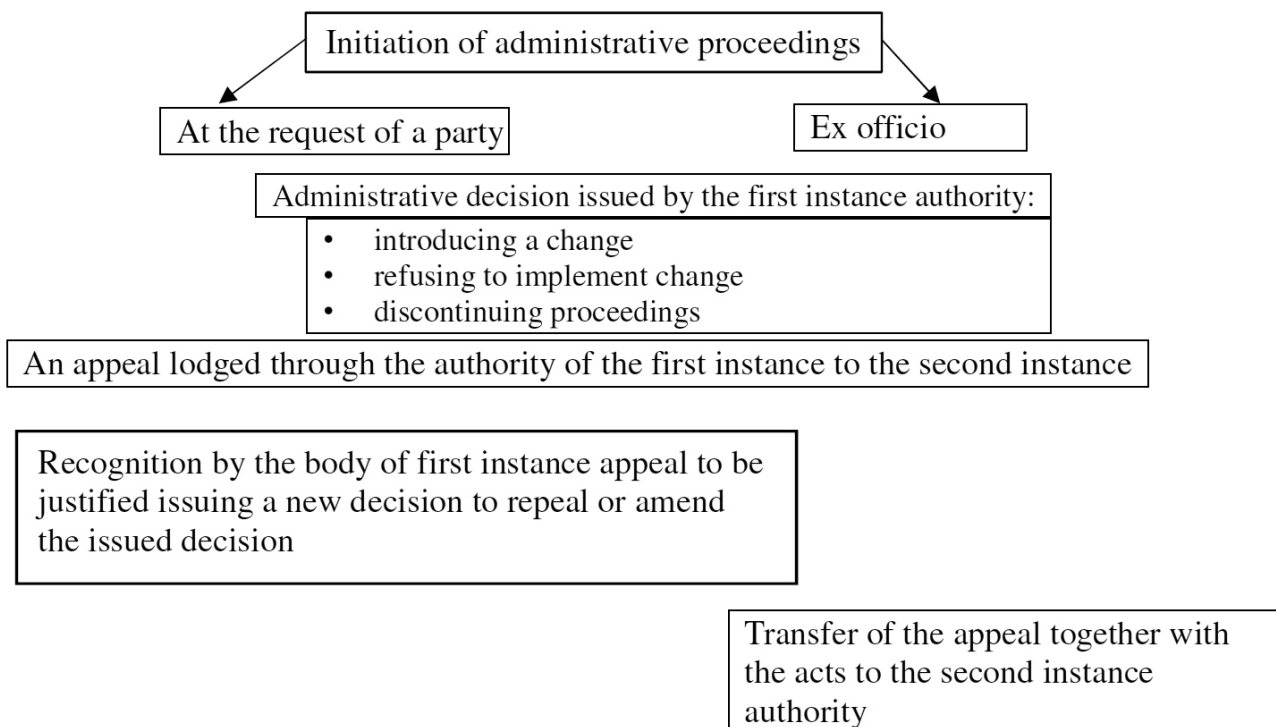 Initiation of administrative proceedings
At the request of a party
Ex officio
Administrative decision issued by the first instance authority:
• introducing a change
• refusing to implement change
• discontinuing proceedings
An appeal lodged through the authority of the first instance to the second instance
Recognition by the body of first instance appeal to be
justified issuing a new decision to repeal or amend
the issued decision
Transfer of the appeal together with
the acts to the second instance
authority